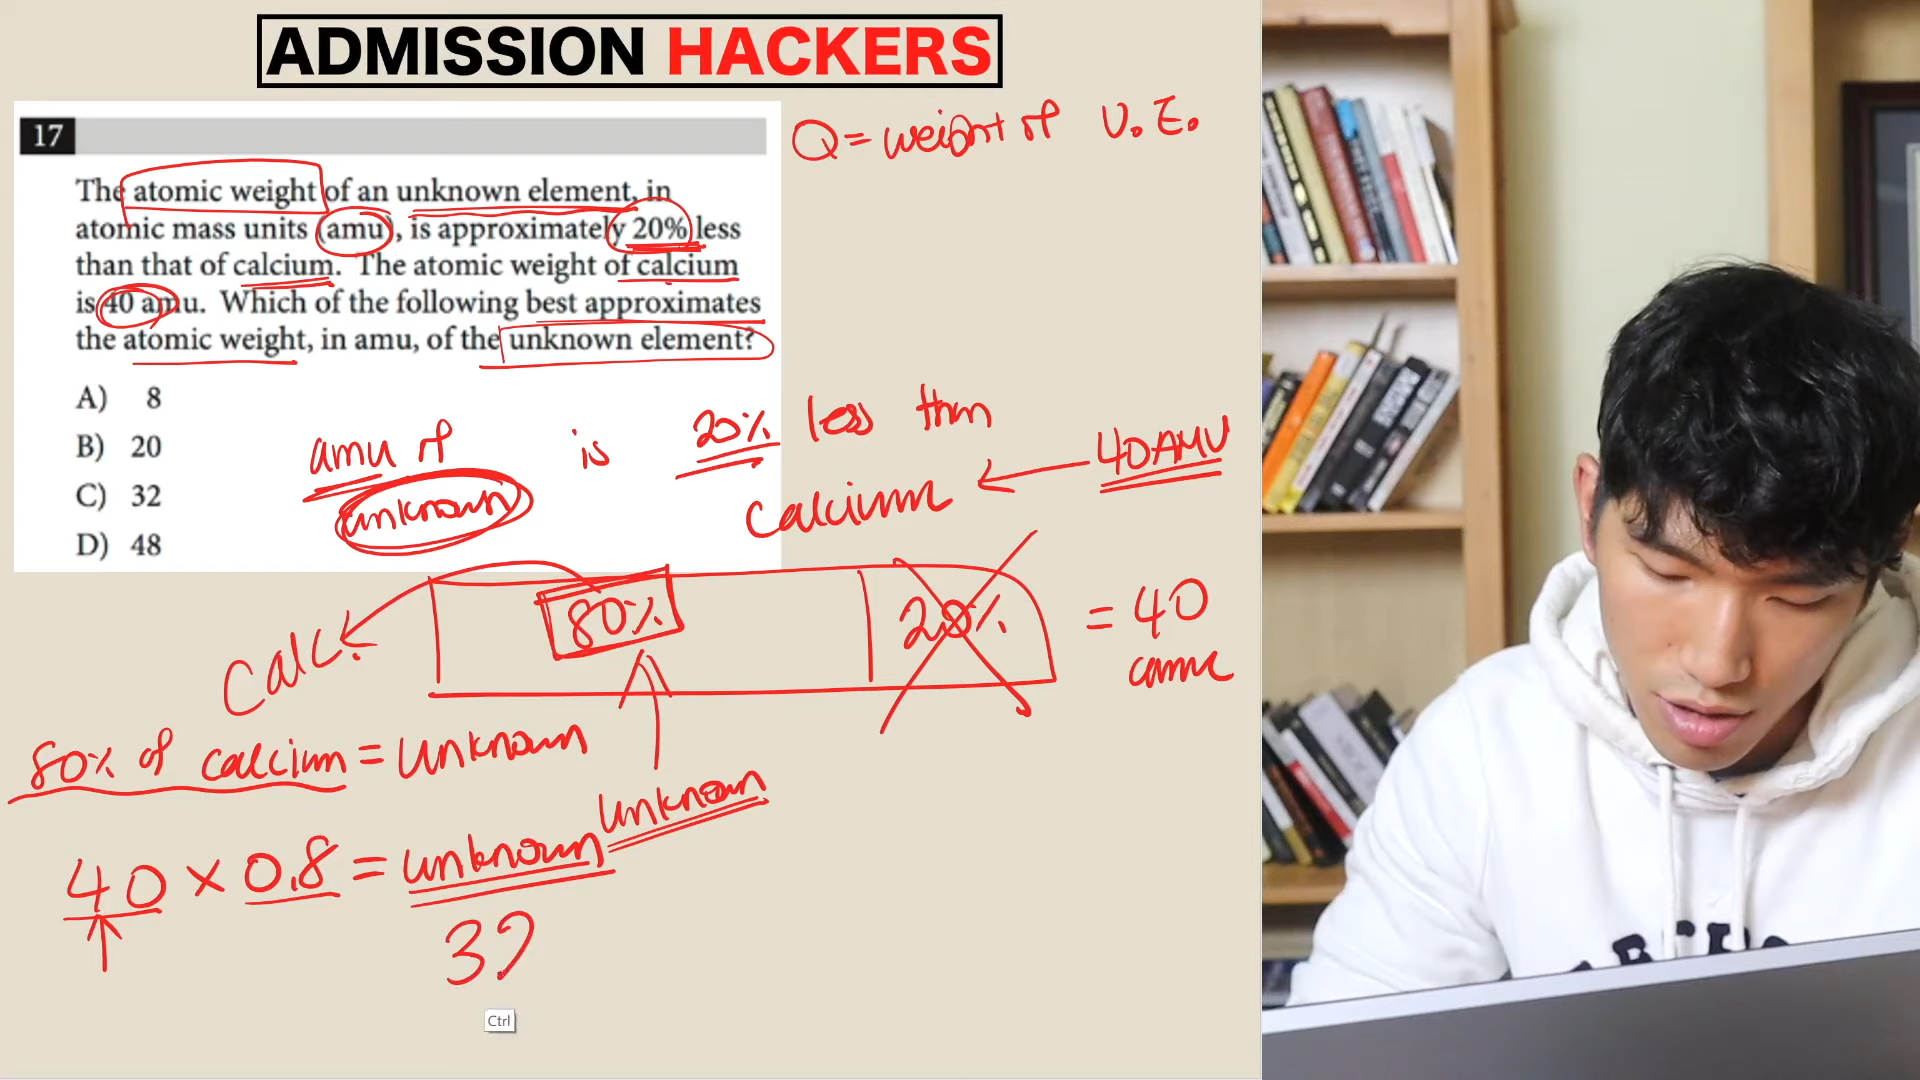 ADMISSION HACKERS
17
The atomic weight of an unknown element, in
atomic mass units (amu), is approximately 20% less
than that of calcium. The atomic weight of calcium
is 40 amu. Which of the following best approximates
the atomic weight, in amu, of the unknown element?
A) 8
B) 20
C) 32
D) 48
Q = weight of U.E.
amu of unknown is 20% less than
calcium ← 40AMU
80% 20% = 40
amu
Calc.
80% of calcium = unknown
unknown
40 × 0.8 = unknown
32
Ctrl